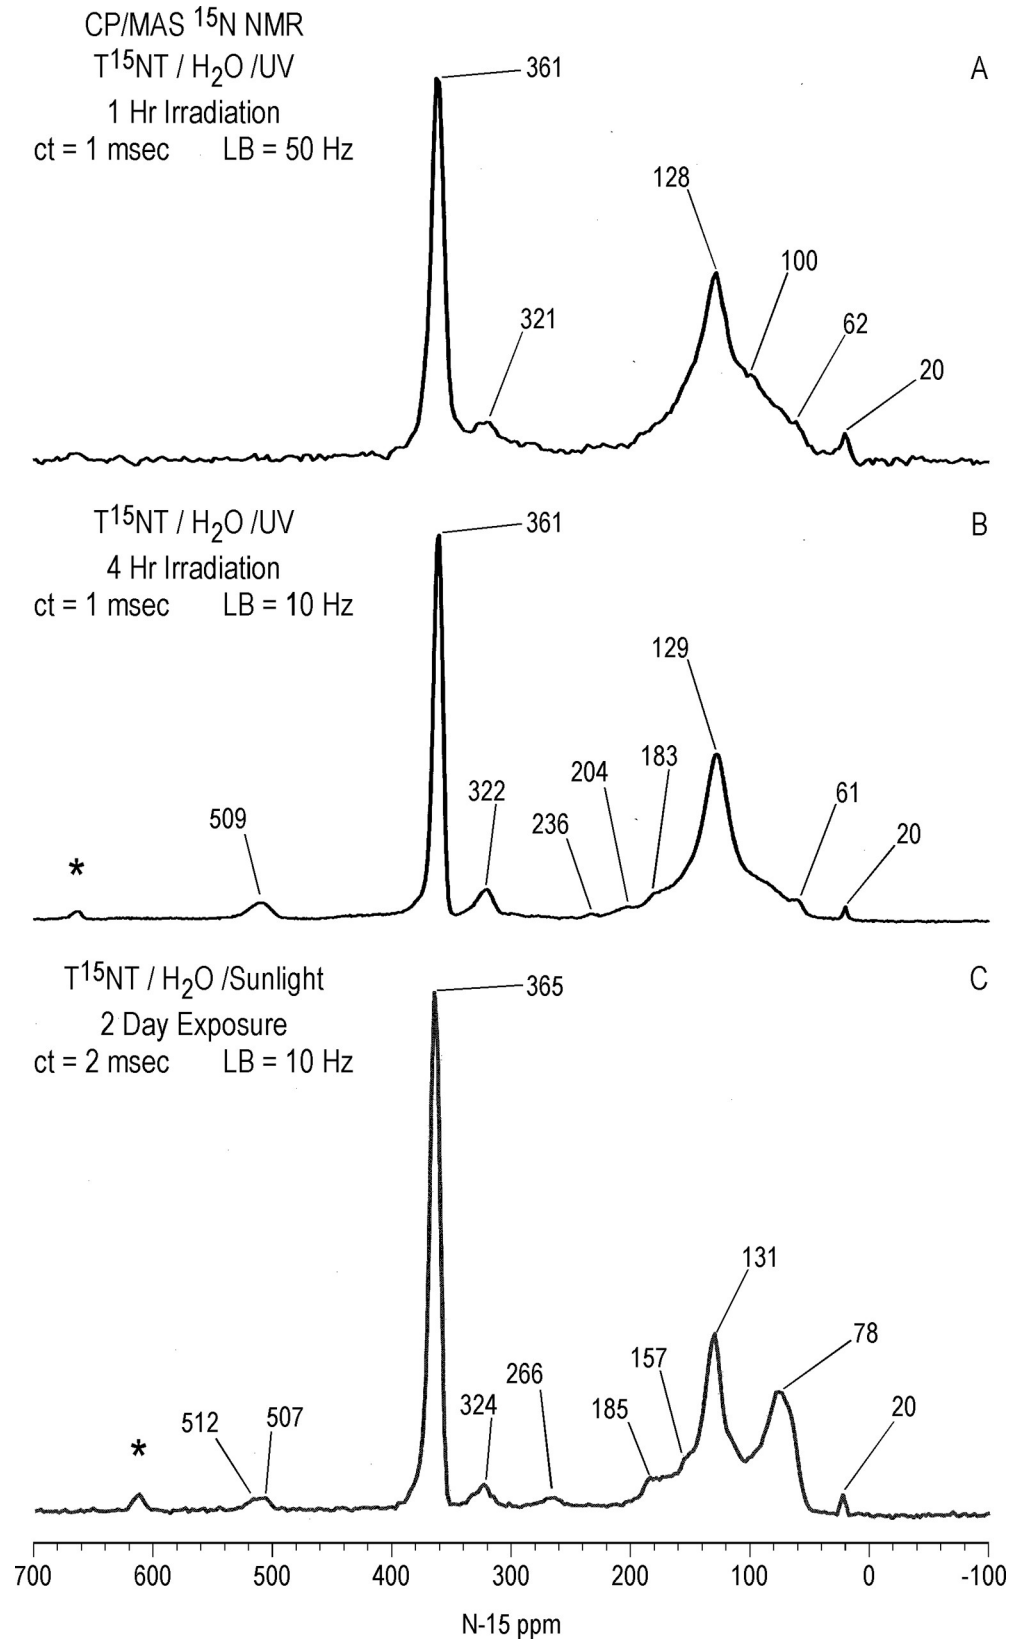 CP/MAS ¹⁵N NMR
T¹⁵NT / H₂O /UV
1 Hr Irradiation
ct = 1 msec LB = 50 Hz
A
361
321
128
100
62
20
T¹⁵NT / H₂O /UV
4 Hr Irradiation
ct = 1 msec LB = 10 Hz
B
361
*
509
322
236
204
183
129
61
20
T¹⁵NT / H₂O /Sunlight
2 Day Exposure
ct = 2 msec LB = 10 Hz
C
365
*
512
507
324
266
185
157
131
78
20
700 600 500 400 300 200 100 0 -100
N-15 ppm